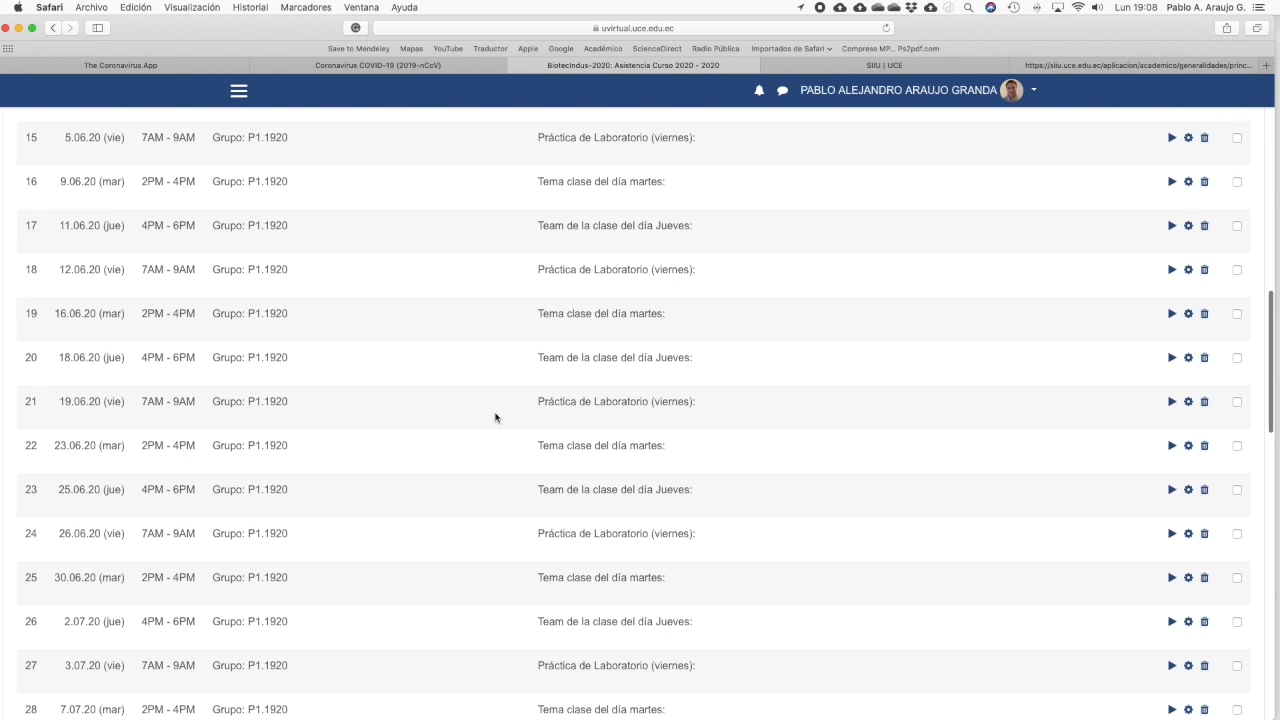 Safari Archivo Edición Visualización Historial Marcadores Ventana Ayuda Lun 19:08 Pablo A. Araujo G.
uvirtual.uce.edu.ec
Save to Mendeley Mapas YouTube Traductor Apple Google Académico ScienceDirect Radio Pública Importados de Safari Compress MP... Ps2pdf.com
The Coronavirus App Coronavirus COVID-19 (2019-nCoV) BiotecIndus-2020: Asistencia Curso 2020 - 2020 SIIU | UCE https://siiu.uce.edu.ec/aplicacion/academico/generalidades/princ...
PABLO ALEJANDRO ARAUJO GRANDA
15 5.06.20 (vie) 7AM - 9AM Grupo: P1.1920 Práctica de Laboratorio (viernes):
16 9.06.20 (mar) 2PM - 4PM Grupo: P1.1920 Tema clase del día martes:
17 11.06.20 (jue) 4PM - 6PM Grupo: P1.1920 Team de la clase del día Jueves:
18 12.06.20 (vie) 7AM - 9AM Grupo: P1.1920 Práctica de Laboratorio (viernes):
19 16.06.20 (mar) 2PM - 4PM Grupo: P1.1920 Tema clase del día martes:
20 18.06.20 (jue) 4PM - 6PM Grupo: P1.1920 Team de la clase del día Jueves:
21 19.06.20 (vie) 7AM - 9AM Grupo: P1.1920 Práctica de Laboratorio (viernes):
22 23.06.20 (mar) 2PM - 4PM Grupo: P1.1920 Tema clase del día martes:
23 25.06.20 (jue) 4PM - 6PM Grupo: P1.1920 Team de la clase del día Jueves:
24 26.06.20 (vie) 7AM - 9AM Grupo: P1.1920 Práctica de Laboratorio (viernes):
25 30.06.20 (mar) 2PM - 4PM Grupo: P1.1920 Tema clase del día martes:
26 2.07.20 (jue) 4PM - 6PM Grupo: P1.1920 Team de la clase del día Jueves:
27 3.07.20 (vie) 7AM - 9AM Grupo: P1.1920 Práctica de Laboratorio (viernes):
28 7.07.20 (mar) 2PM - 4PM Grupo: P1.1920 Tema clase del día martes: